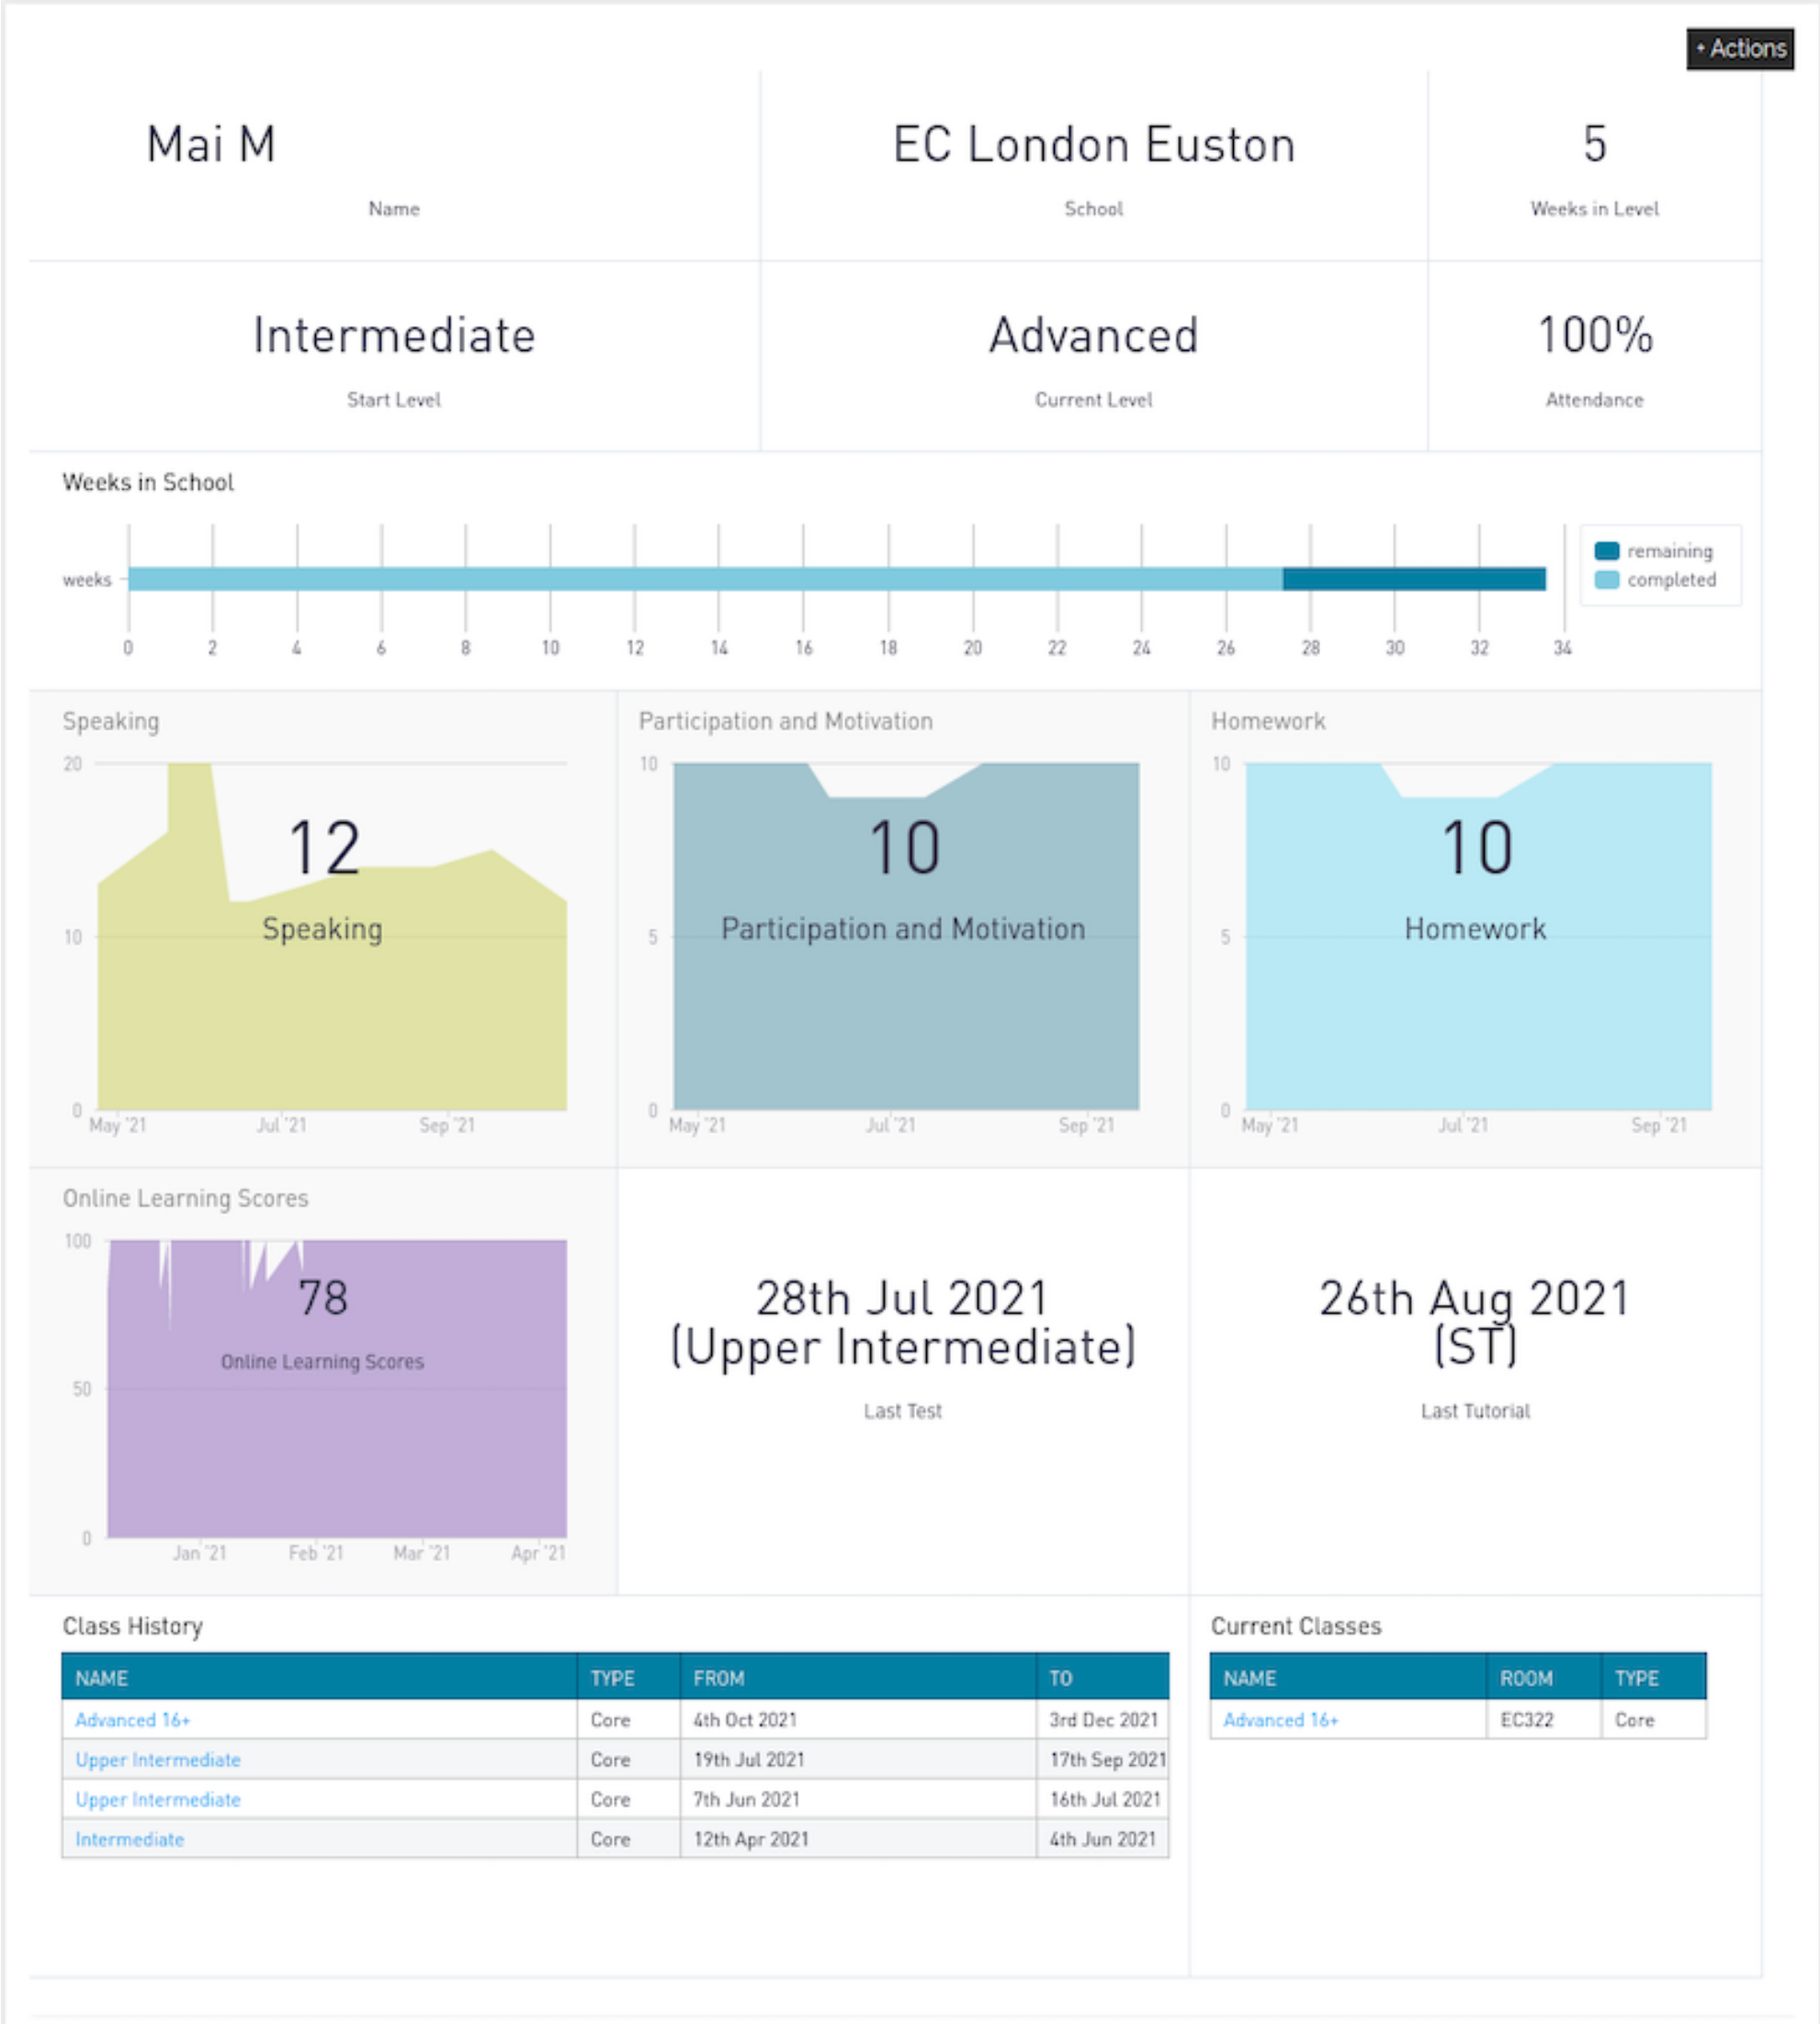 + Actions
Mai M
Name
EC London Euston
School
5
Weeks in Level
Intermediate
Start Level
Advanced
Current Level
100%
Attendance
Weeks in School
weeks
0 2 4 6 8 10 12 14 16 18 20 22 24 26 28 30 32 34
remaining
completed
Speaking
20
10
0
12
Speaking
May '21 Jul '21 Sep '21
Participation and Motivation
10
5
0
10
Participation and Motivation
May '21 Jul '21 Sep '21
Homework
10
5
0
10
Homework
May '21 Jul '21 Sep '21
Online Learning Scores
100
50
0
78
Online Learning Scores
Jan '21 Feb '21 Mar '21 Apr '21
28th Jul 2021
(Upper Intermediate)
Last Test
26th Aug 2021
(ST)
Last Tutorial
Class History
NAME TYPE FROM TO
Advanced 16+ Core 4th Oct 2021 3rd Dec 2021
Upper Intermediate Core 19th Jul 2021 17th Sep 2021
Upper Intermediate Core 7th Jun 2021 16th Jul 2021
Intermediate Core 12th Apr 2021 4th Jun 2021
Current Classes
NAME ROOM TYPE
Advanced 16+ EC322 Core